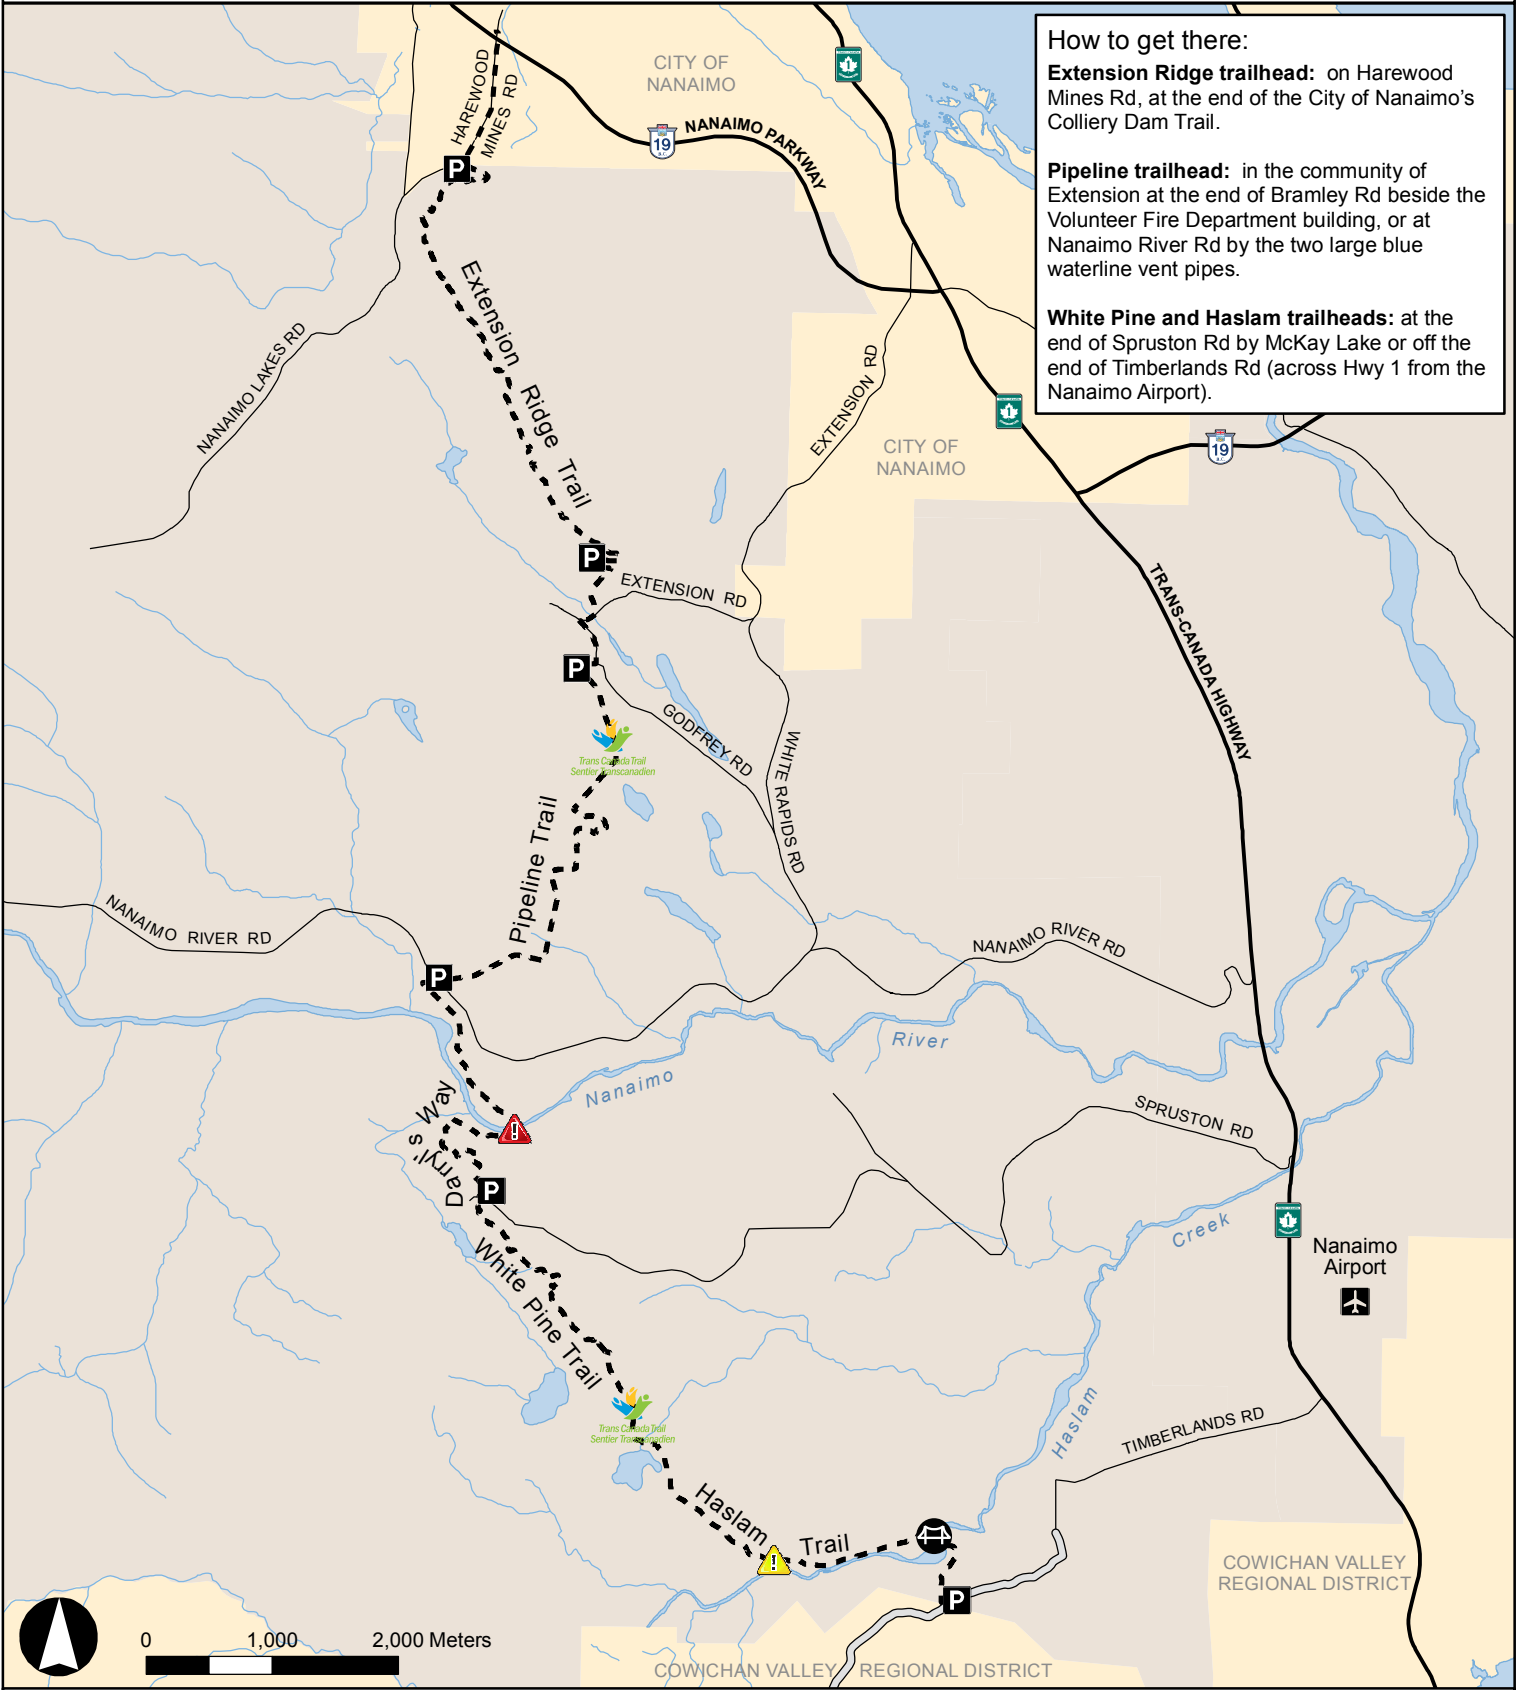 CITY OF
NANAIMO
How to get there:
Extension Ridge trailhead: on Harewood
Mines Rd, at the end of the City of Nanaimo's
Colliery Dam Trail.
Pipeline trailhead: in the community of
Extension at the end of Bramley Rd beside the
Volunteer Fire Department building, or at
Nanaimo River Rd by the two large blue
waterline vent pipes.
White Pine and Haslam trailheads: at the
end of Spruston Rd by McKay Lake or off the
end of Timberlands Rd (across Hwy 1 from the
Nanaimo Airport).
1
HAREWOOD
MINES RD
P
19
B.C.
NANAIMO PARKWAY
Extension Ridge Trail
NANAIMO LAKES RD
EXTENSION RD
1
CITY OF
NANAIMO
19
B.C.
P
EXTENSION RD
TRANS-CANADA HIGHWAY
P
GODFREY RD
WHITE RAPIDS RD
Trans Canada Trail
Sentier Transcanadien
Pipeline Trail
NANAIMO RIVER RD
NANAIMO RIVER RD
P
River
Nanaimo
Darryl's Way
!
SPRUSTON RD
P
1
Creek
White Pine Trail
Nanaimo
Airport
Trans Canada Trail
Sentier Transcanadien
Haslam
TIMBERLANDS RD
Haslam Trail
!
P
COWICHAN VALLEY
REGIONAL DISTRICT
0 1,000 2,000 Meters
COWICHAN VALLEY REGIONAL DISTRICT